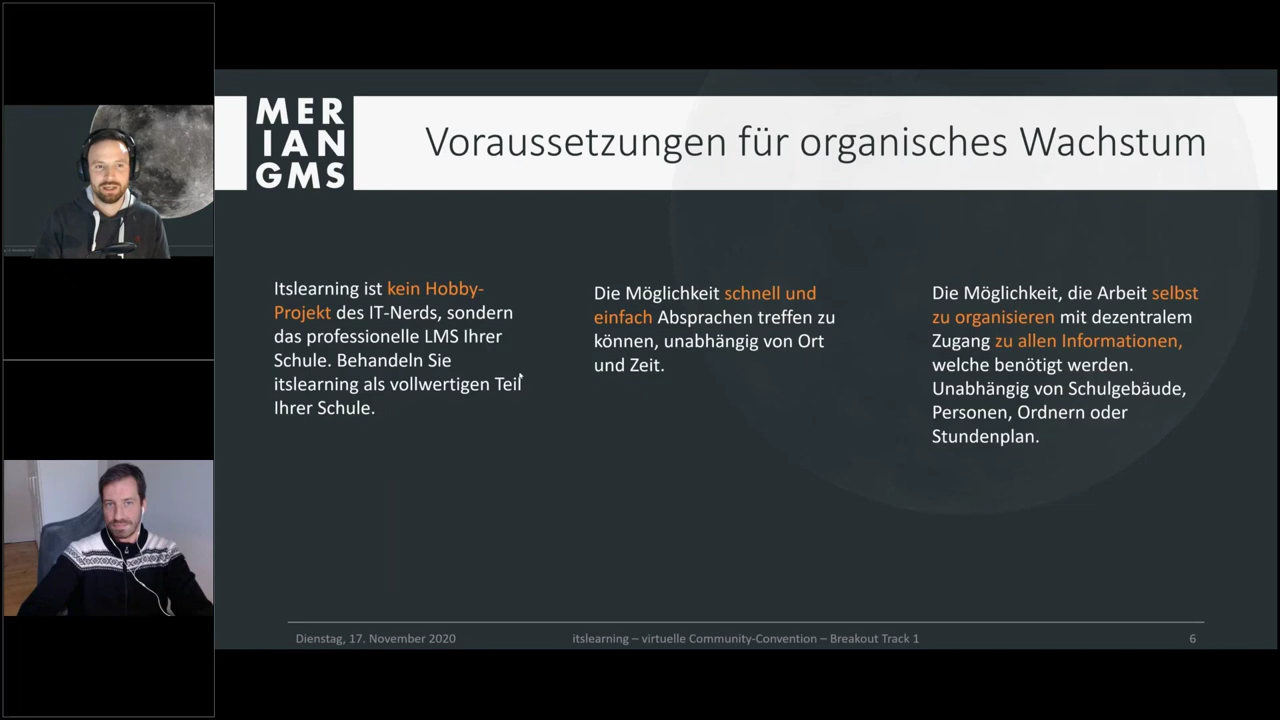 MER
IAN
GMS
Voraussetzungen für organisches Wachstum
Itslearning ist kein Hobby-
Projekt des IT-Nerds, sondern
das professionelle LMS Ihrer
Schule. Behandeln Sie
itslearning als vollwertigen Teil
Ihrer Schule.
Die Möglichkeit schnell und
einfach Absprachen treffen zu
können, unabhängig von Ort
und Zeit.
Die Möglichkeit, die Arbeit selbst
zu organisieren mit dezentralem
Zugang zu allen Informationen,
welche benötigt werden.
Unabhängig von Schulgebäude,
Personen, Ordnern oder
Stundenplan.
Dienstag, 17. November 2020
itslearning – virtuelle Community-Convention – Breakout Track 1
6